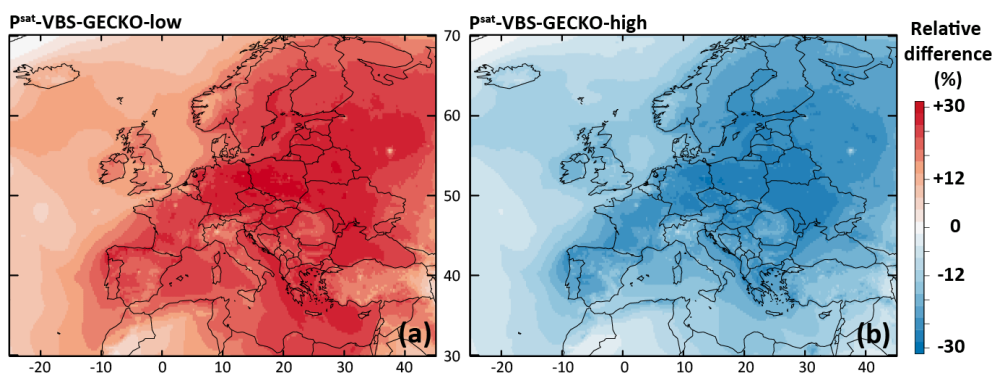 Psat-VBS-GECKO-low
Psat-VBS-GECKO-high
Relative
difference
(%)
70
60
50
40
30
(a)
(b)
+30
+12
0
-12
-30
-20 -10 0 10 20 30 40
-20 -10 0 10 20 30 40